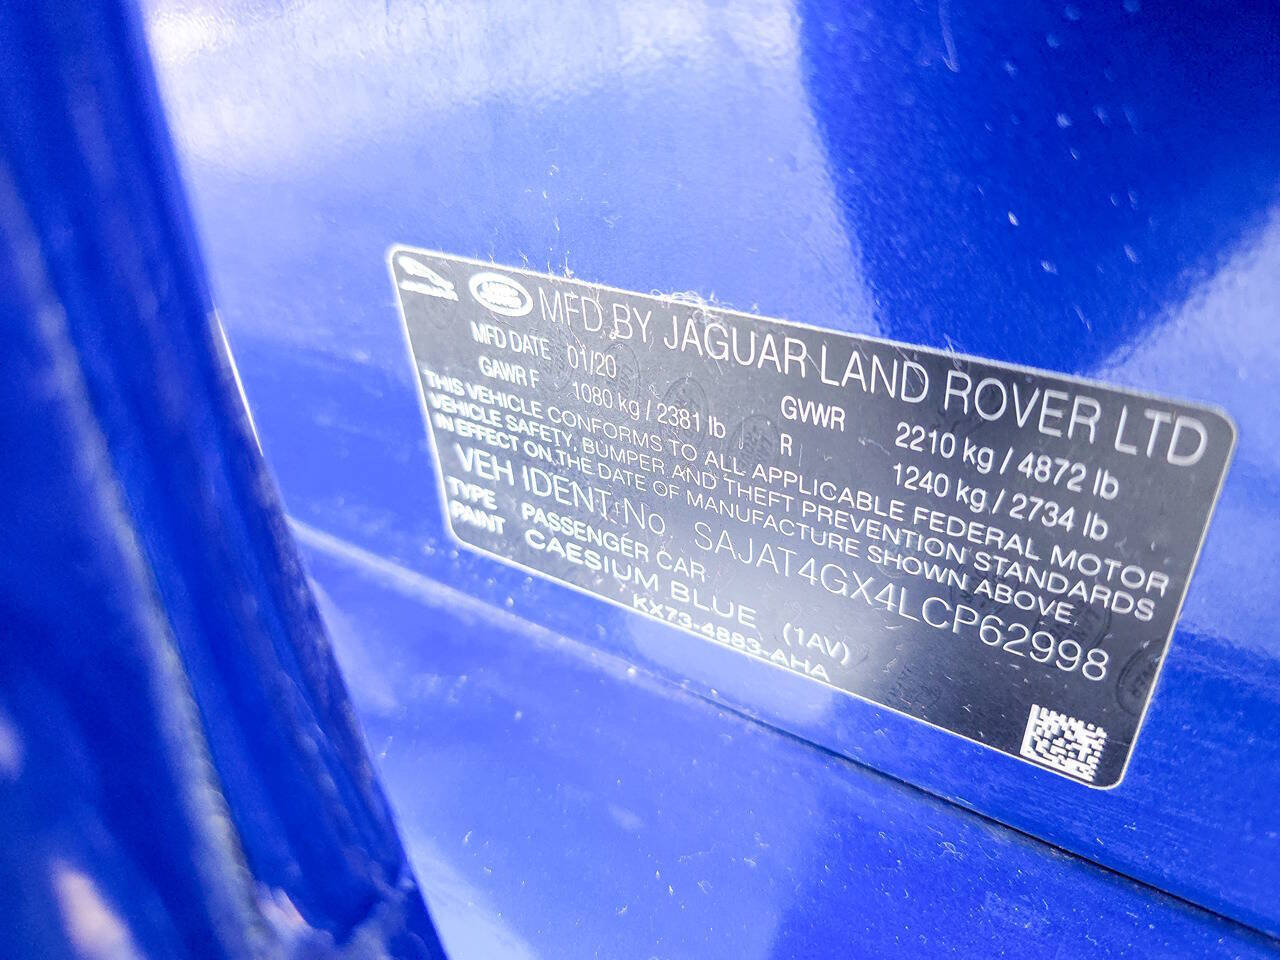 MFD BY JAGUAR LAND ROVER LTD
MFD DATE 01/20 GVWR 2210 kg / 4872 lb
GAWR F 1080 kg / 2381 lb R 1240 kg / 2734 lb
THIS VEHICLE CONFORMS TO ALL APPLICABLE FEDERAL MOTOR
VEHICLE SAFETY, BUMPER AND THEFT PREVENTION STANDARDS
IN EFFECT ON THE DATE OF MANUFACTURE SHOWN ABOVE
VEH IDENT No SAJAT4GX4LCP62998
TYPE PASSENGER CAR
PAINT CAESIUM BLUE (1AV)
KX73-4883-AHA